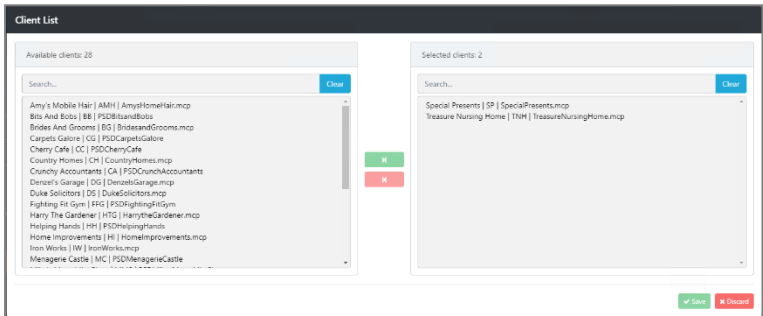 Client List
Available clients: 28
Search...
Clear
Amy's Mobile Hair | AMH | AmysHomeHair.mcp
Bits And Bobs | BB | PSDBitsandBobs
Brides And Grooms | BG | BridesandGrooms.mcp
Carpets Galore | CG | PSDCarpetsGalore
Cherry Cafe | CC | PSDCherryCafe
Country Homes | CH | CountryHomes.mcp
Crunchy Accountants | CA | PSDCrunchAccountants
Denzel's Garage | DG | DenzelsGarage.mcp
Duke Solicitors | DS | DukeSolicitors.mcp
Fighting Fit Gym | FFG | PSDFightingFitGym
Harry The Gardener | HTG | HarrytheGardener.mcp
Helping Hands | HH | PSDHelpingHands
Home Improvements | HI | HomeImprovements.mcp
Iron Works | IW | IronWorks.mcp
Menagerie Castle | MC | PSDMenagerieCastle
Selected clients: 2
Search...
Clear
Special Presents | SP | SpecialPresents.mcp
Treasure Nursing Home | TNH | TreasureNursingHome.mcp
Save
Discard